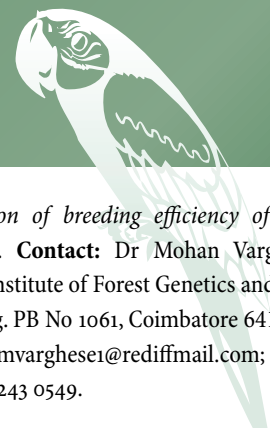 on of breeding efficiency of
. Contact: Dr Mohan Varg
nstitute of Forest Genetics and
g. PB No 1061, Coimbatore 641
mvarghese1@rediffmail.com;
243 0549.